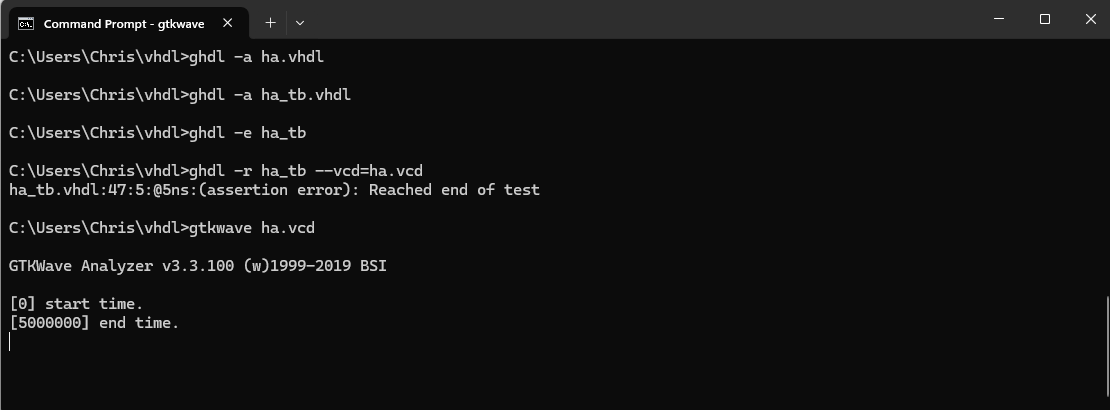 Command Prompt - gtkwave
C:\Users\Chris\vhdl>ghdl -a ha.vhdl
C:\Users\Chris\vhdl>ghdl -a ha_tb.vhdl
C:\Users\Chris\vhdl>ghdl -e ha_tb
C:\Users\Chris\vhdl>ghdl -r ha_tb --vcd=ha.vcd
ha_tb.vhdl:47:5:@5ns:(assertion error): Reached end of test
C:\Users\Chris\vhdl>gtkwave ha.vcd
GTKWave Analyzer v3.3.100 (w)1999-2019 BSI
[0] start time.
[5000000] end time.